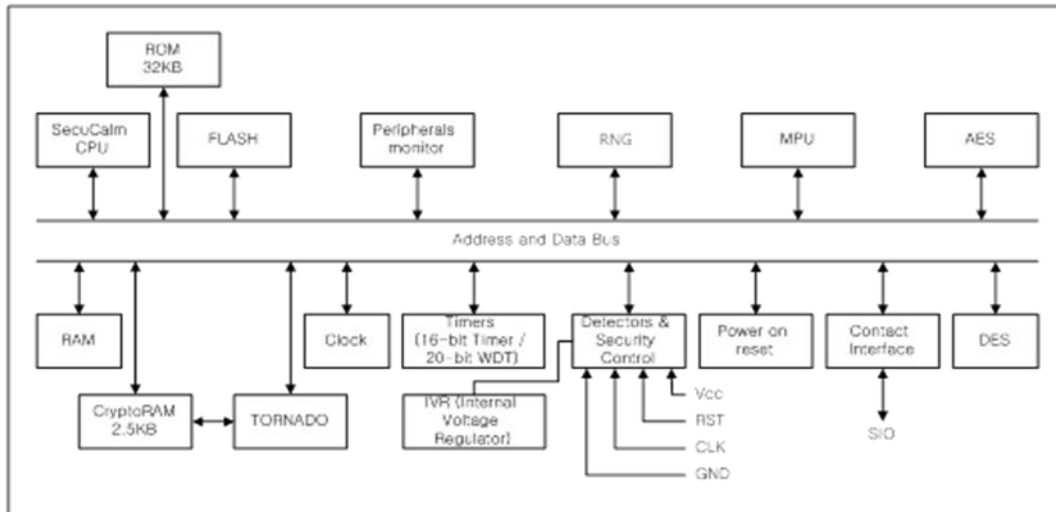 ROM
32KB
SecuCalm
CPU
FLASH
Peripherals
monitor
RNG
MPU
AES
Address and Data Bus
RAM
Clock
Timers
(16-bit Timer /
20-bit WDT)
Detectors &
Security
Control
Power on
reset
Contact
Interface
DES
CryptoRAM
2.5KB
TORNADO
IVR (Internal
Voltage
Regulator)
Vcc
RST
CLK
GND
SIO